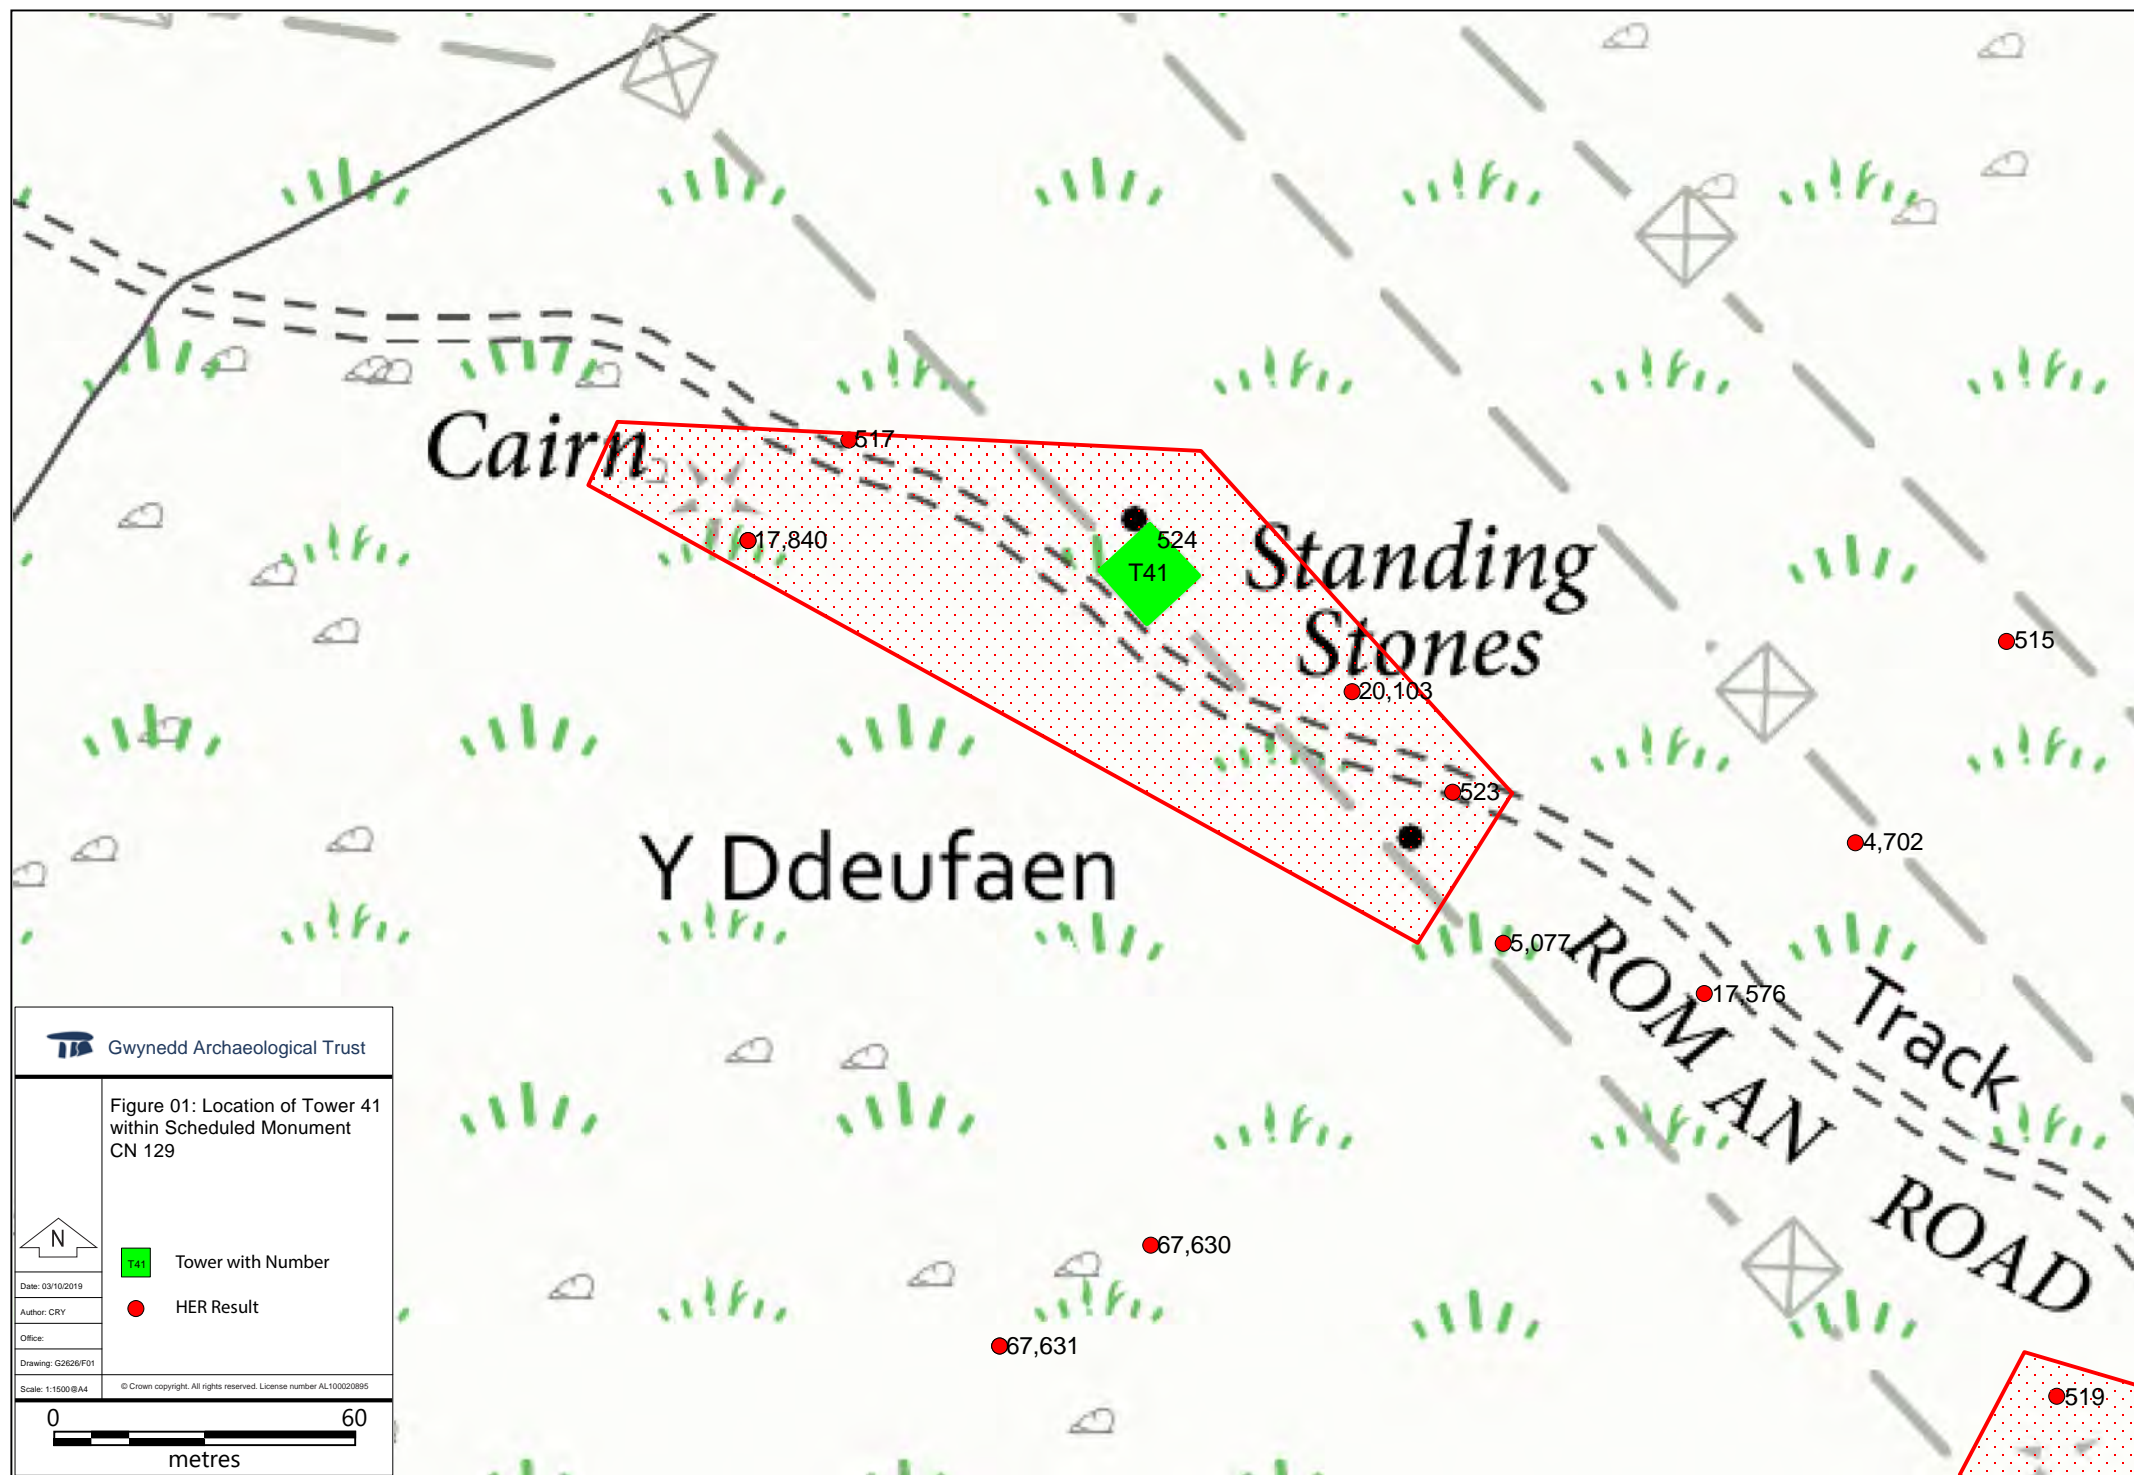 Cairn
517
17,840
524
T41
Standing
Stones
20,103
515
523
4,702
Y Ddeufaen
5,077
17,576
ROMAN ROAD
Track
67,630
67,631
519
Gwynedd Archaeological Trust
Figure 01: Location of Tower 41
within Scheduled Monument
CN 129
N
T41 Tower with Number
HER Result
Date: 03/10/2019
Author: CRY
Office:
Drawing: G2626/F01
Scale: 1:1500@A4
© Crown copyright. All rights reserved. License number AL100020895
0 60
metres